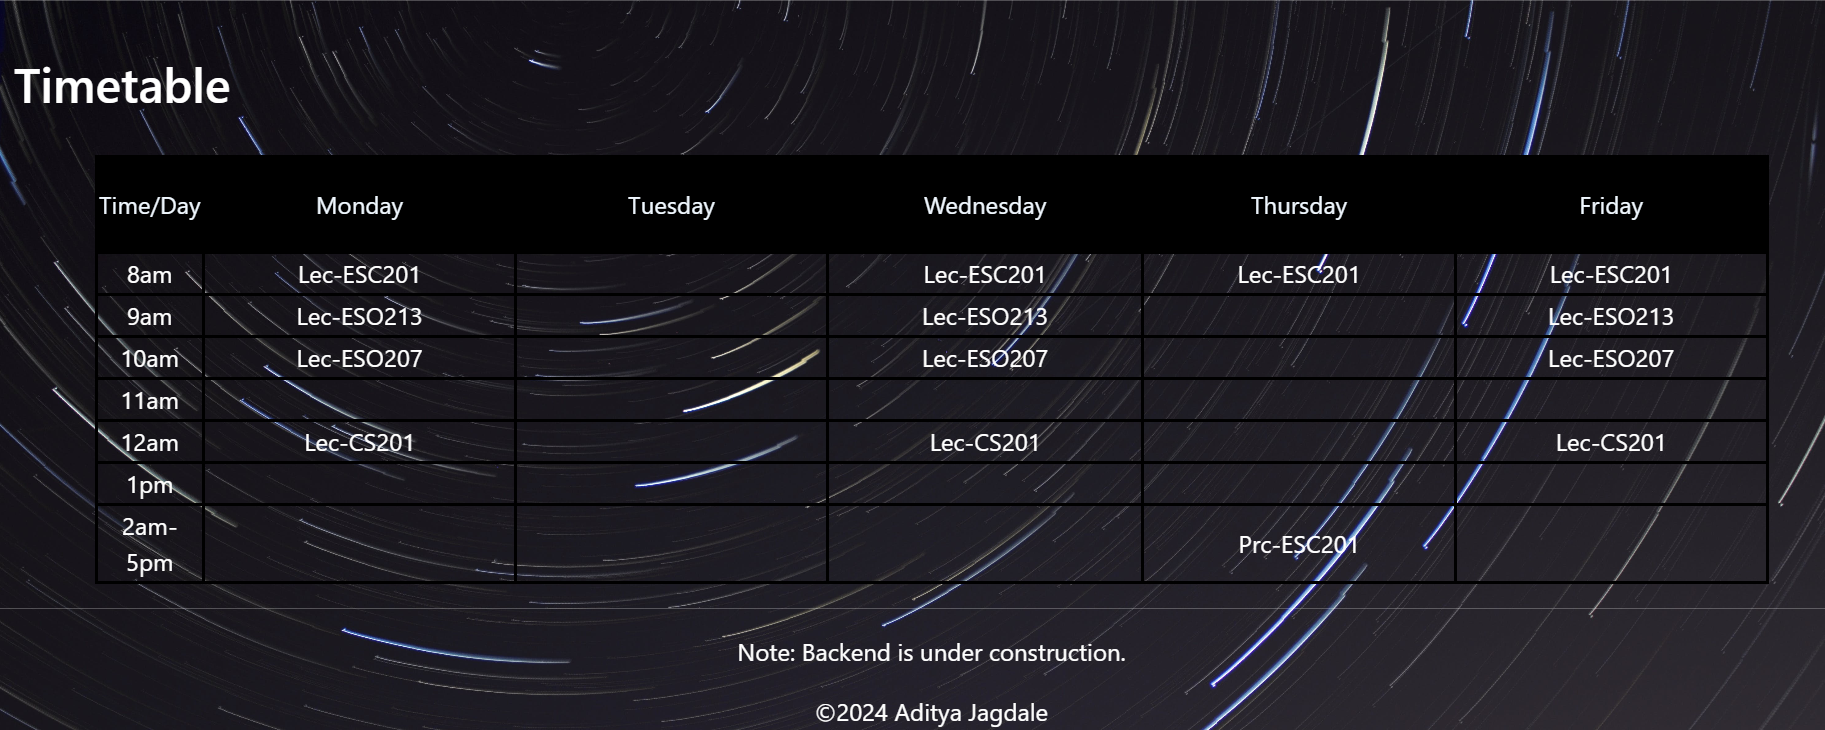 Timetable
Time/Day Monday Tuesday Wednesday Thursday Friday
8am Lec-ESC201 Lec-ESC201 Lec-ESC201 Lec-ESC201
9am Lec-ESO213 Lec-ESO213 Lec-ESO213
10am Lec-ESO207 Lec-ESO207 Lec-ESO207
11am
12am Lec-CS201 Lec-CS201 Lec-CS201
1pm
2am-
5pm Prc-ESC201
Note: Backend is under construction.
©2024 Aditya Jagdale